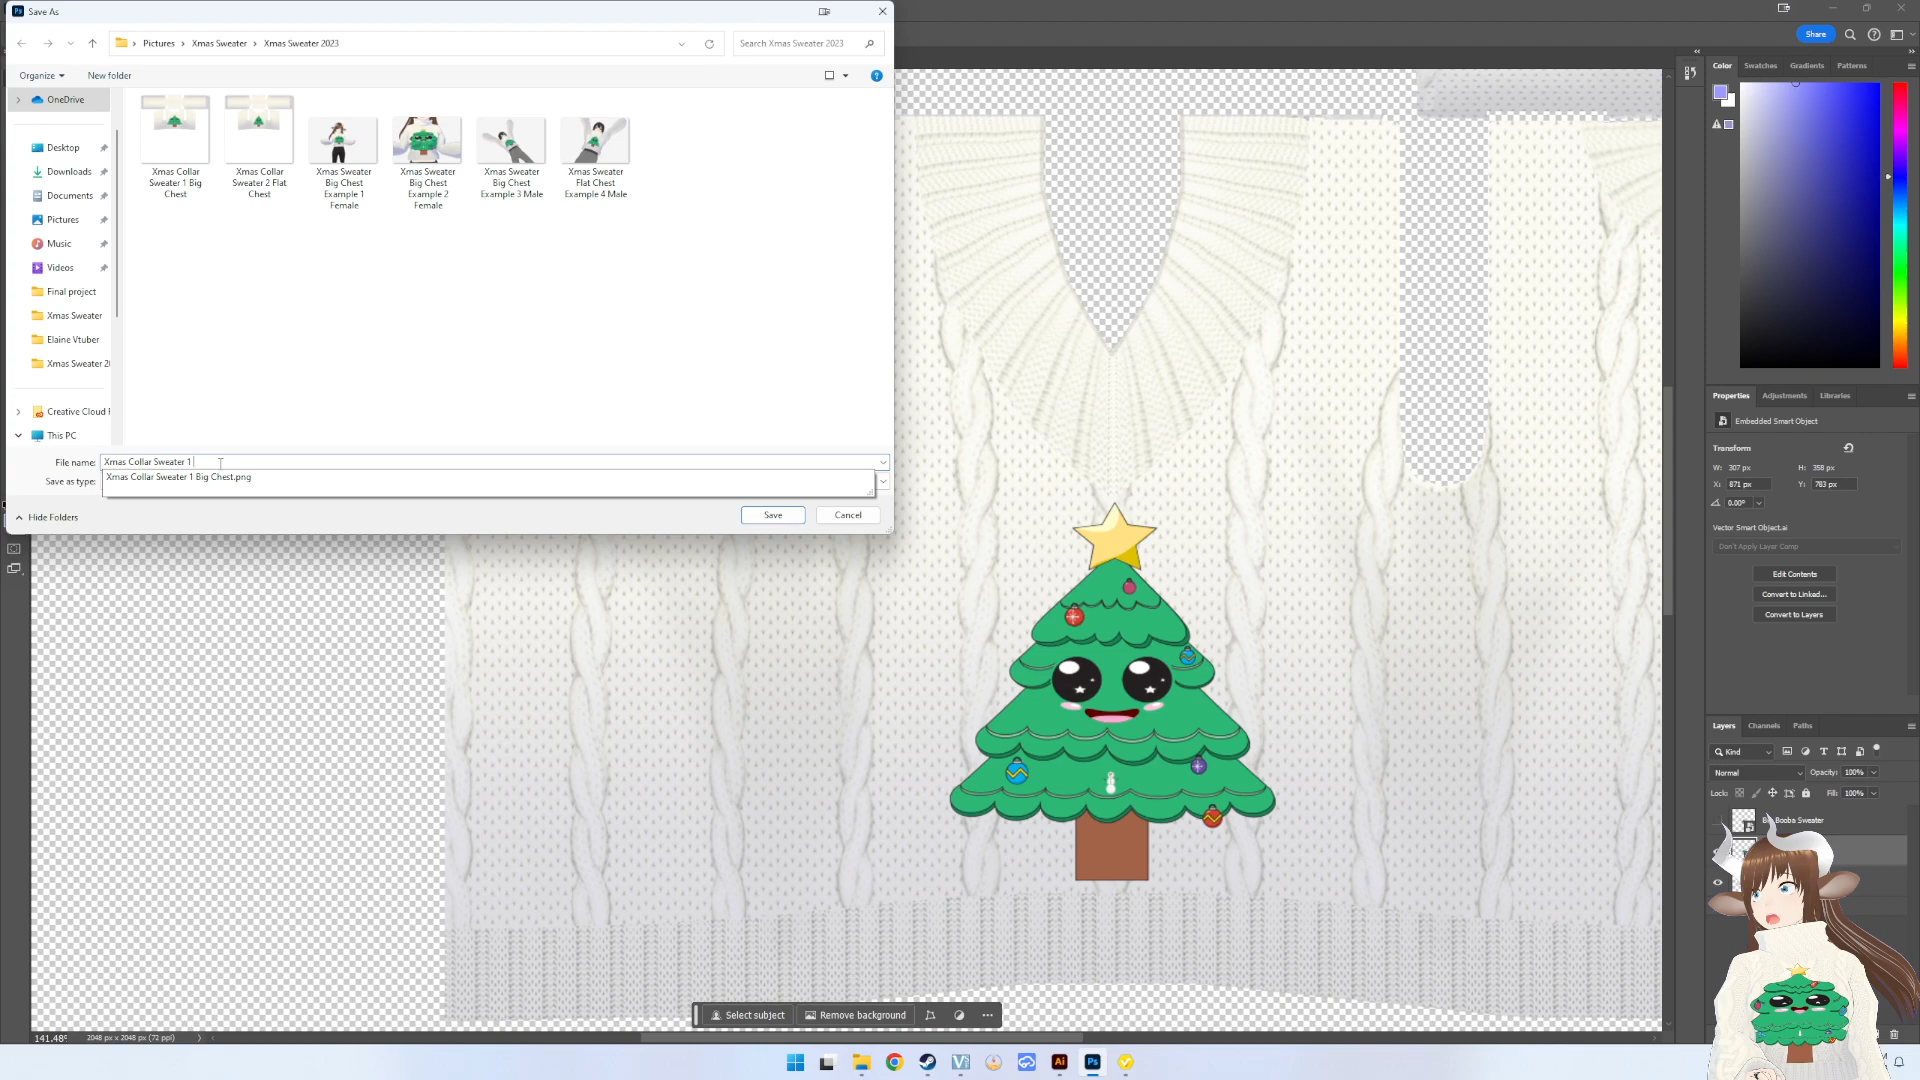 Save As
Pictures > Xmas Sweater > Xmas Sweater 2023
Search Xmas Sweater 2023
Organize
New folder
OneDrive
Desktop
Downloads
Documents
Pictures
Music
Videos
Final project
Xmas Sweater
Elaine Vtuber
Xmas Sweater 2
Creative Cloud F
This PC
Xmas Collar Sweater 1 Big Chest
Xmas Collar Sweater 2 Flat Chest
Xmas Sweater Big Chest Example 1 Female
Xmas Sweater Big Chest Example 2 Female
Xmas Sweater Big Chest Example 3 Male
Xmas Sweater Flat Chest Example 4 Male
File name: Xmas Collar Sweater 1
Xmas Collar Sweater 1 Big Chest.png
Save as type:
Hide Folders
Save
Cancel
Share
Color Swatches Gradients Patterns
Properties Adjustments Libraries
Embedded Smart Object
Transform
W: 307 px H: 358 px
X: 871 px Y: 783 px
0.00°
Vector Smart Object.ai
Don't Apply Layer Comp
Edit Contents
Convert to Linked...
Convert to Layers
Layers Channels Paths
Kind
Normal Opacity: 100%
Lock: Fill: 100%
Booba Sweater
Select subject
Remove background
141.48%
2048 px x 2048 px (72 ppi)
Ai
Ps